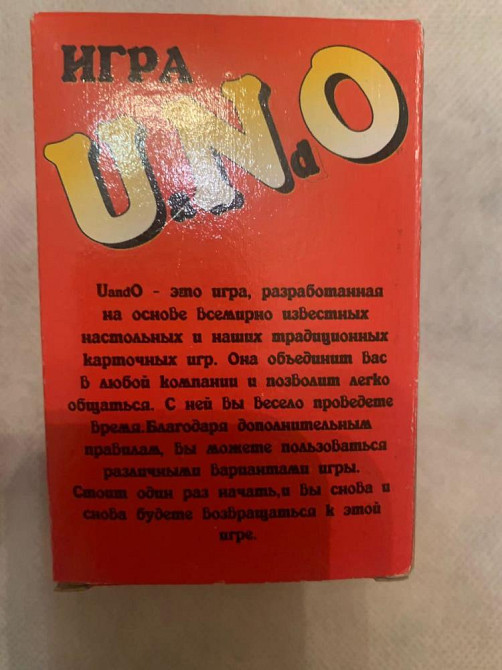 ИГРА
UaNdO
UandO - это игра, разработанная
на основе всемирно известных
настольных и наших традиционных
карточных игр. Она объединит вас
в любой компании и позволит легко
общаться. С ней вы весело проведете
время.Благодаря дополнительным
правилам, вы можете пользоваться
различными вариантами игры.
Стоит один раз начать,и вы снова и
снова будете возвращаться к этой
игре.